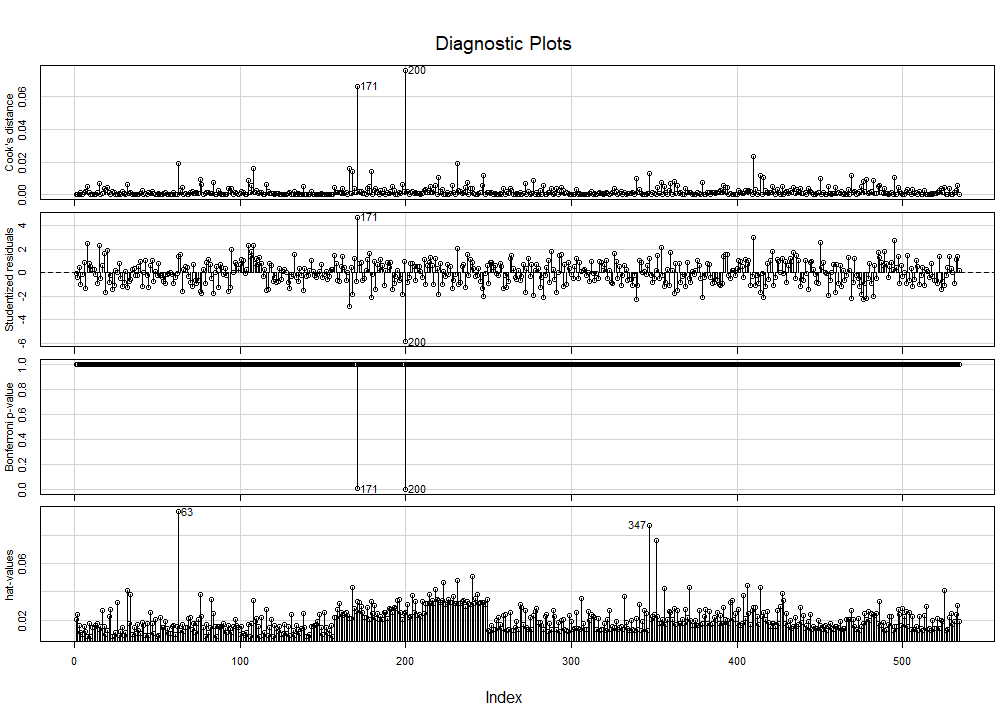 Diagnostic Plots
Cook's distance
0.00 0.02 0.04 0.06
171
200
Studentized residuals
-6 -4 -2 0 2 4
171
200
Bonferroni p-value
0.0 0.2 0.4 0.6 0.8 1.0
171
200
hat-values
0.02 0.06
63
347
0 100 200 300 400 500
Index